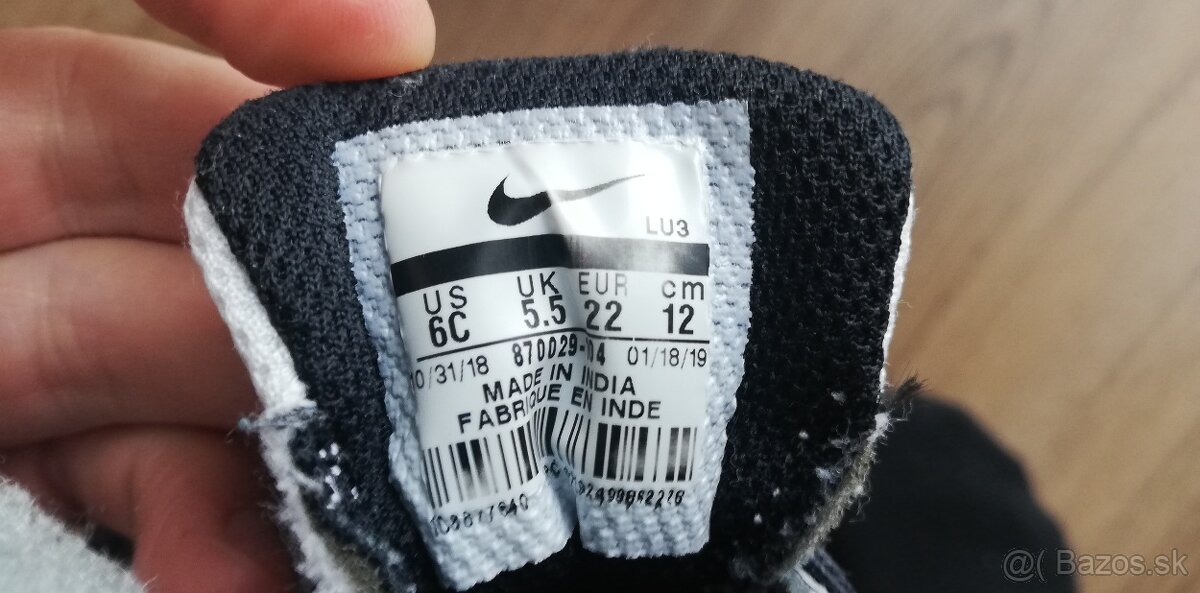 LU3
US UK EUR cm
6C 5.5 22 12
10/31/18 870029-104 01/18/19
MADE IN INDIA
FABRIQUE EN INDE
@( Bazos.sk